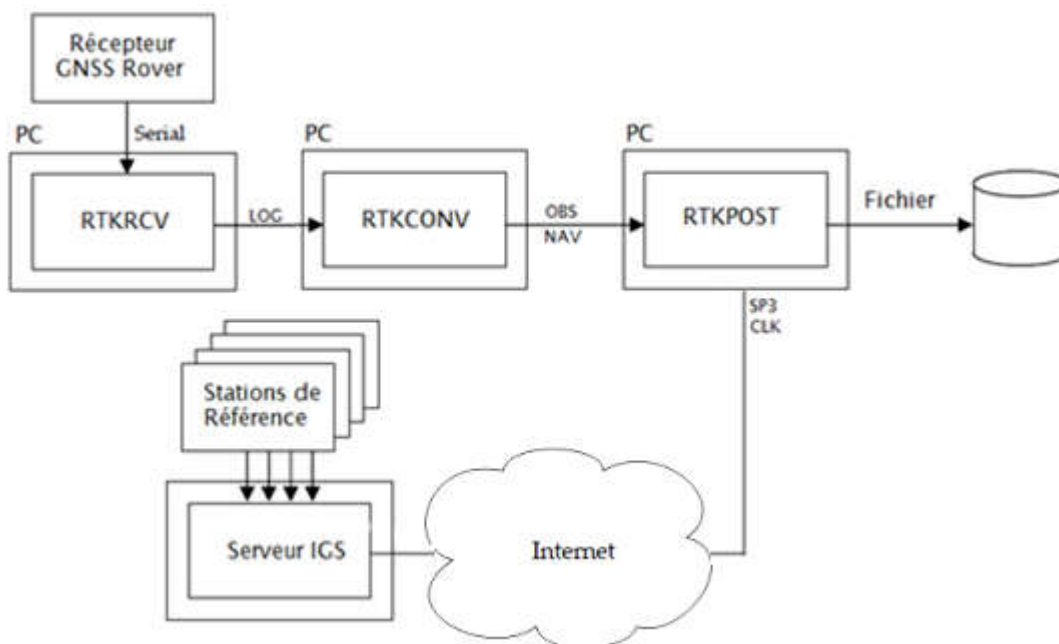 Récepteur
GNSS Rover
PC
Serial
PC
PC
RTKRCV
LOG
RTKCONV
OBS
NAV
RTKPOST
Fichier
SP3
CLK
Stations de
Référence
Serveur IGS
Internet